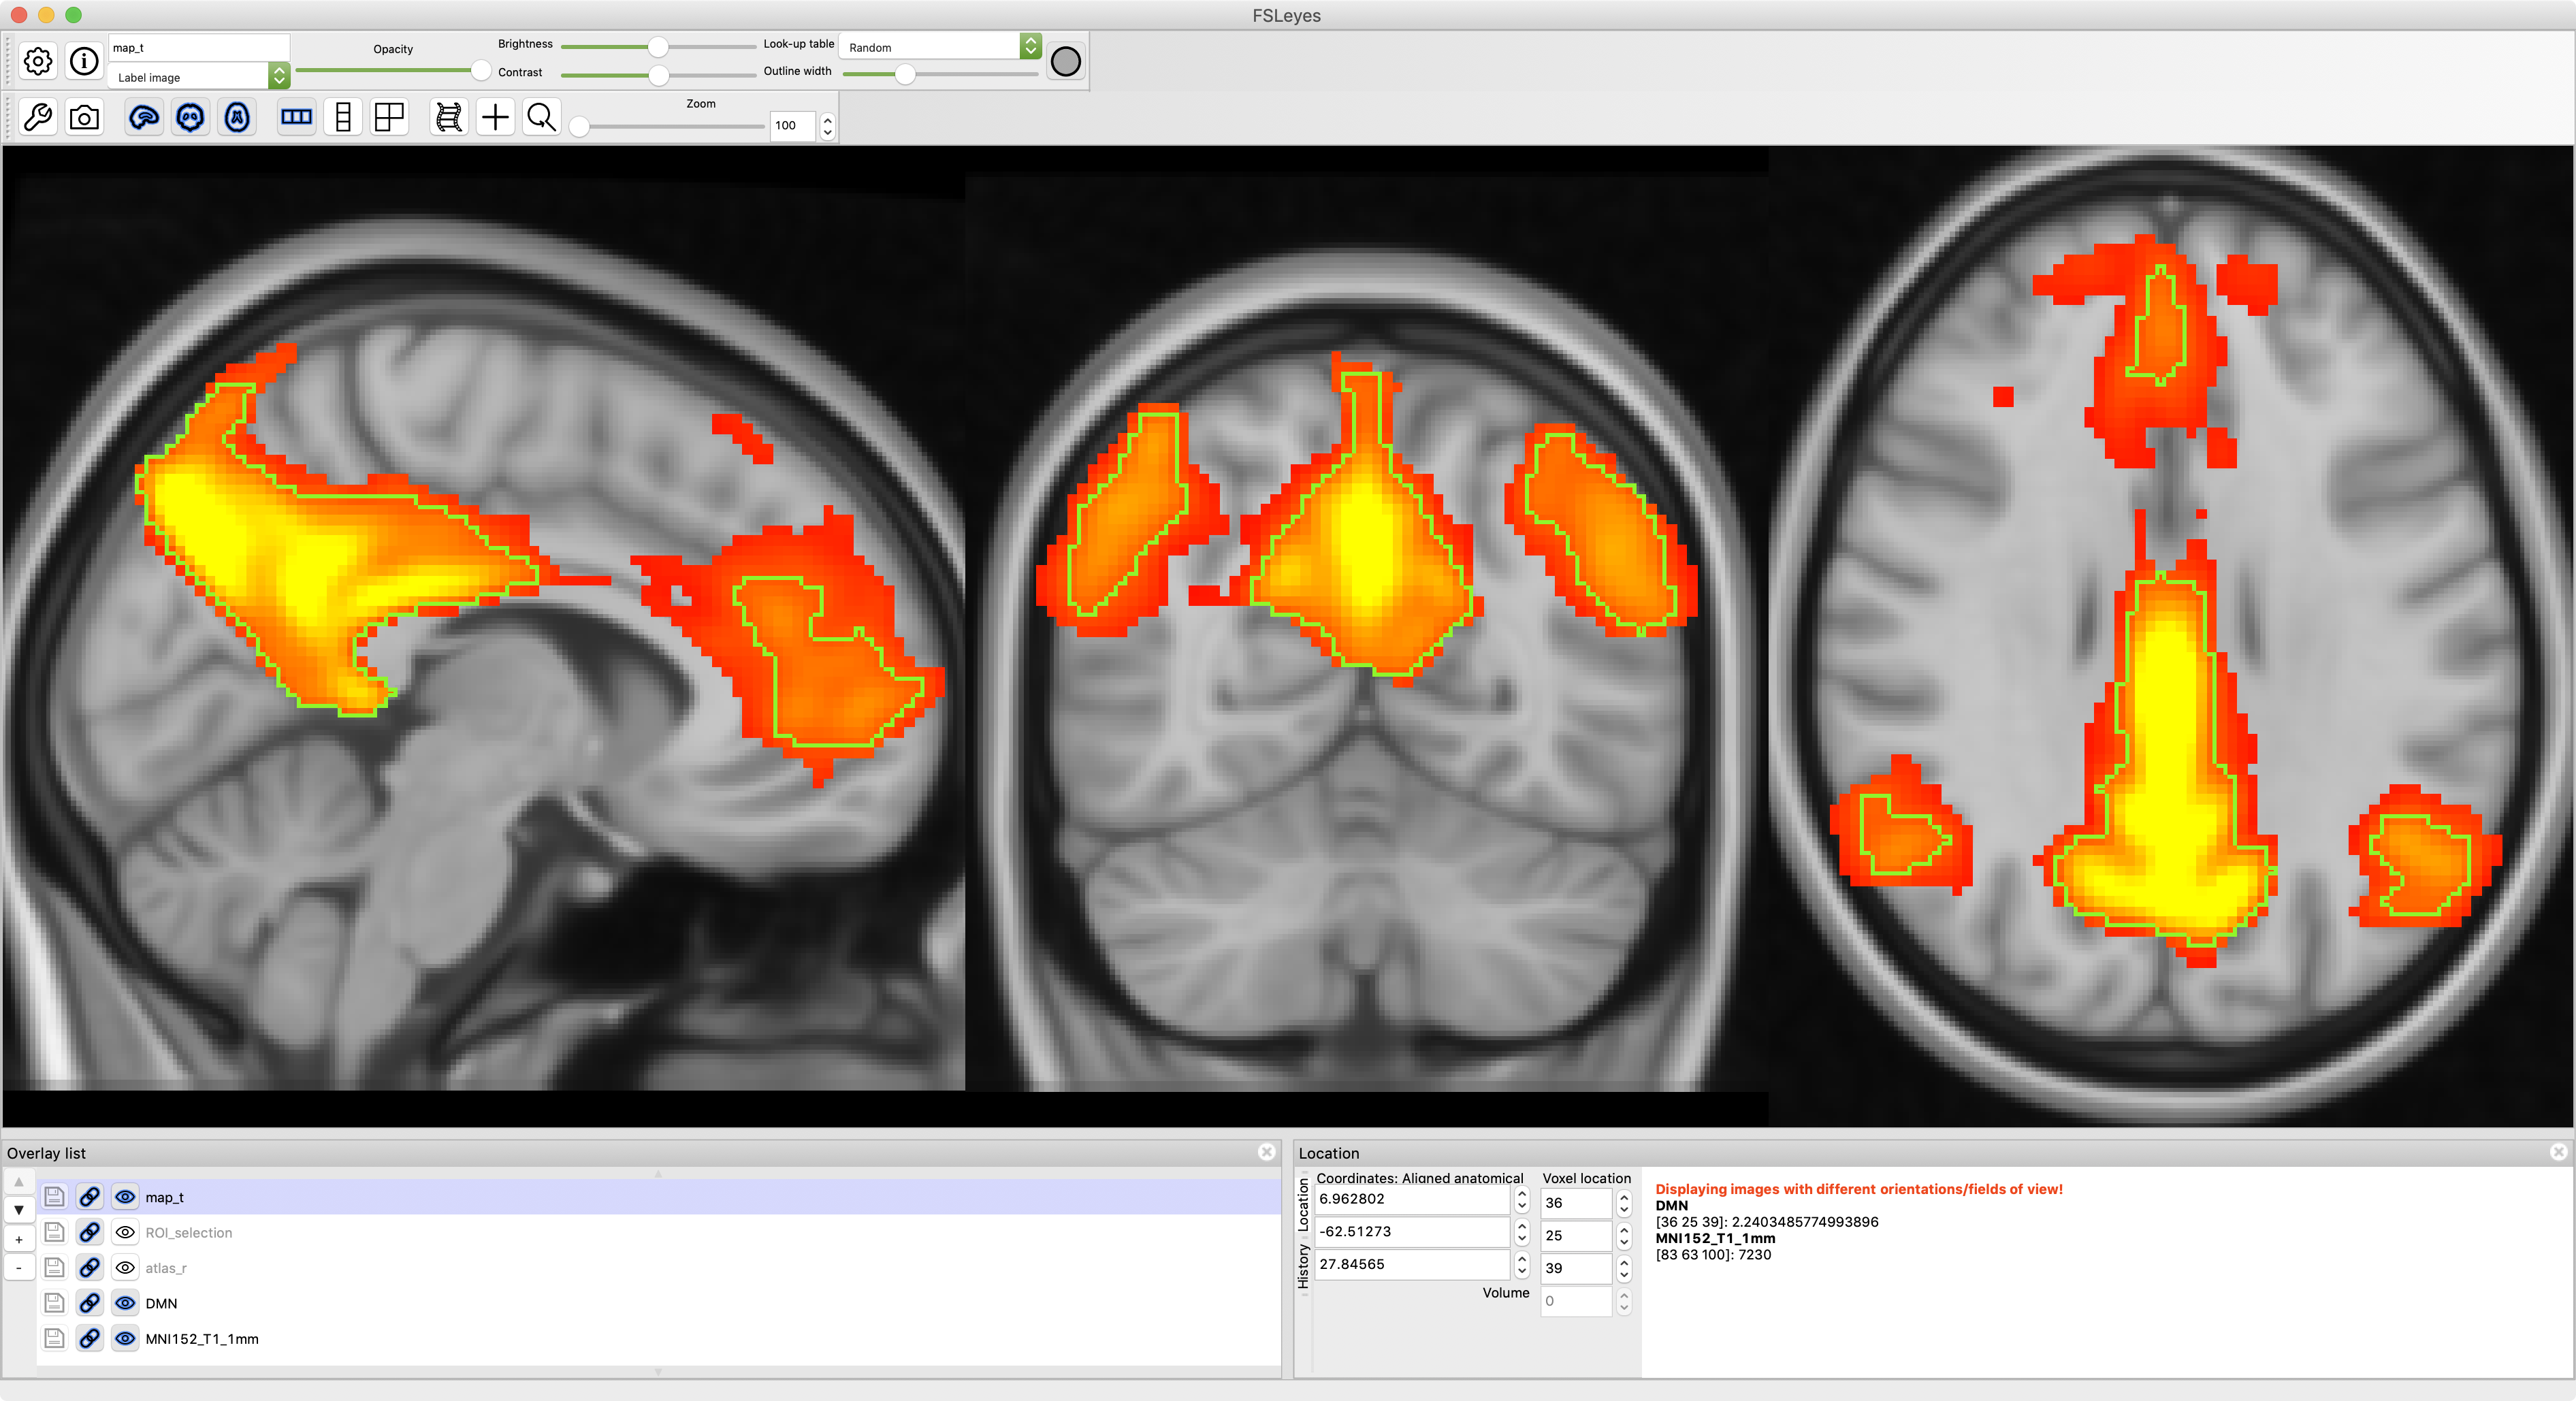 FSLeyes
map_t
Label image
Opacity
Brightness
Contrast
Look-up table
Random
Outline width
Zoom
100
Overlay list
map_t
ROI_selection
atlas_r
DMN
MNI152_T1_1mm
+
-
Location
Location
History
Coordinates: Aligned anatomical
Voxel location
6.962802
36
-62.51273
25
27.84565
39
Volume
0
Displaying images with different orientations/fields of view!
DMN
[36 25 39]: 2.2403485774993896
MNI152_T1_1mm
[83 63 100]: 7230